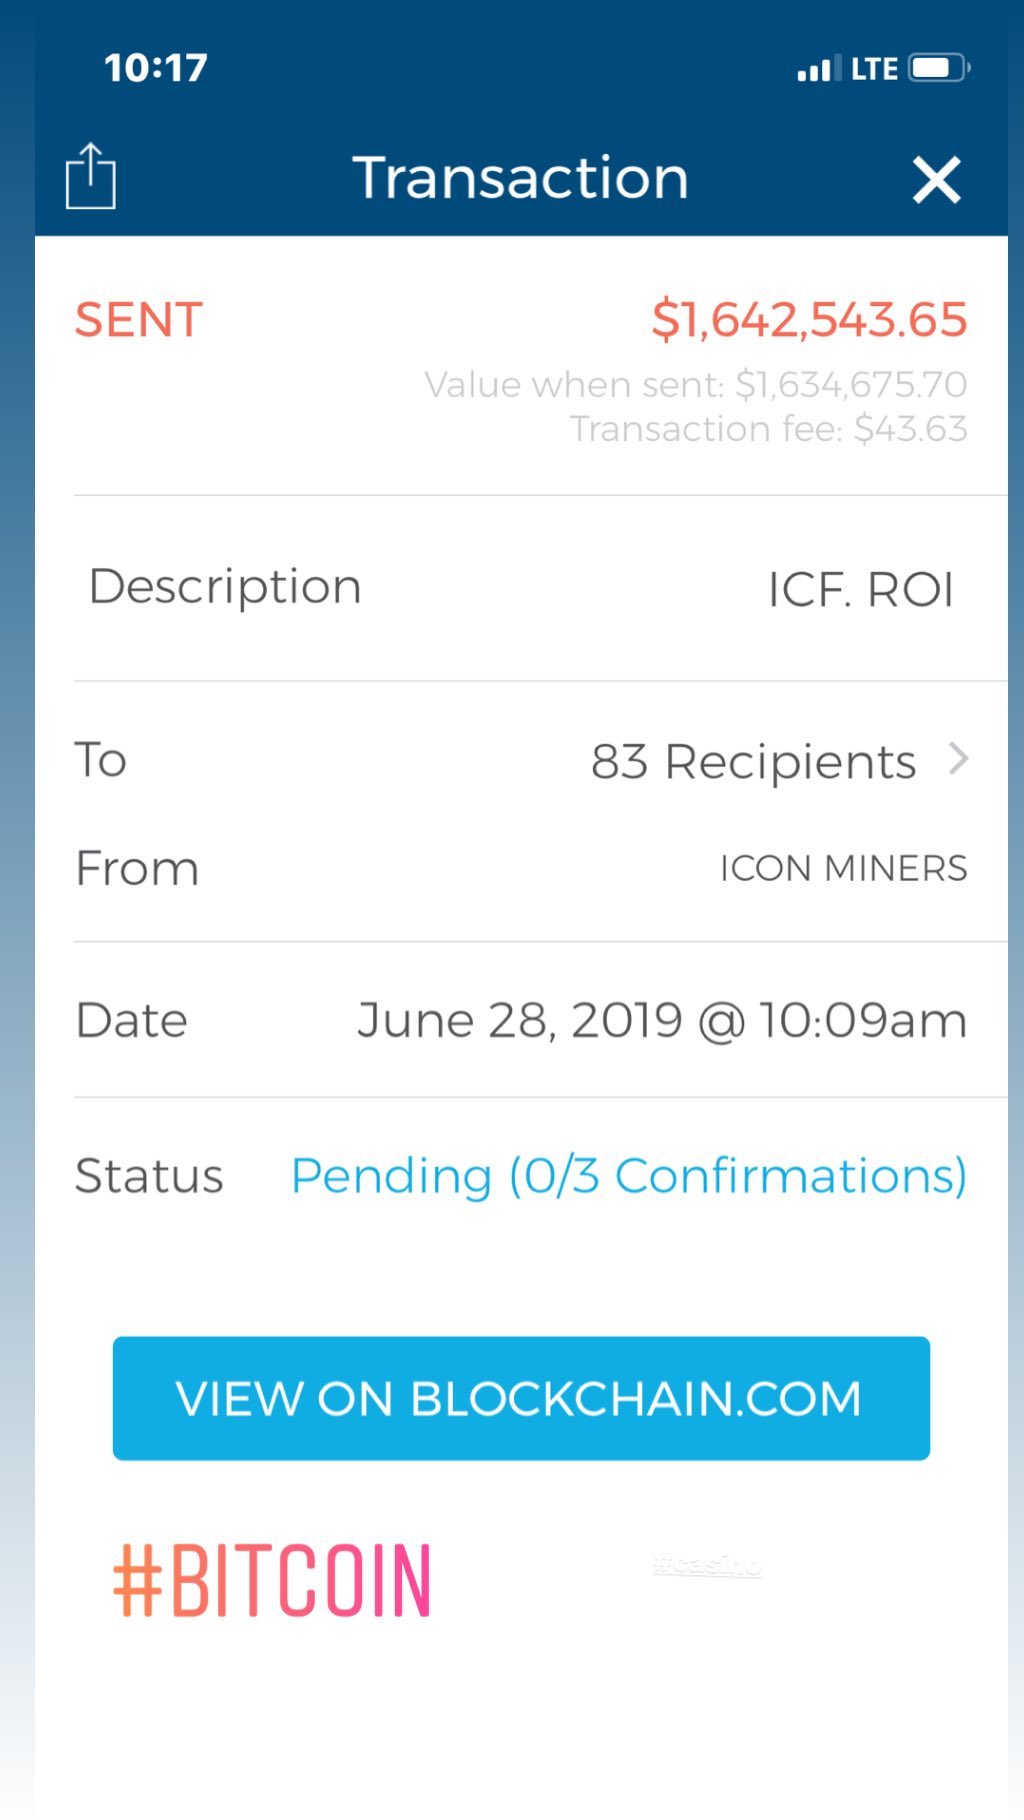 10:17 LTE
Transaction
SENT $1,642,543.65
Value when sent: $1,634,675.70
Transaction fee: $43.63
Description ICF. ROI
To 83 Recipients
From ICON MINERS
Date June 28, 2019 @ 10:09am
Status Pending (0/3 Confirmations)
VIEW ON BLOCKCHAIN.COM
#BITCOIN #casino